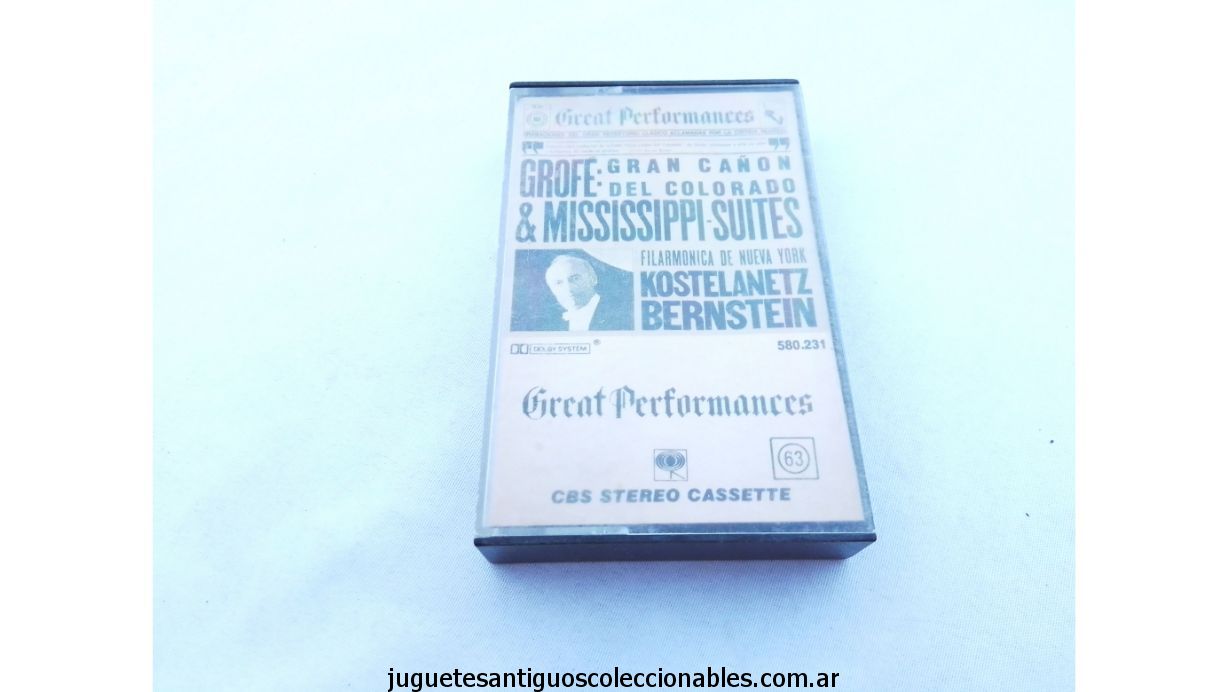 Great Performances
GROFE: GRAN CAÑON
DEL COLORADO
& MISSISSIPPI-SUITES
FILARMONICA DE NUEVA YORK
KOSTELANETZ
BERNSTEIN
DOLBY SYSTEM ®
580.231
Great Performances
63
CBS STEREO CASSETTE
juguetesantiguoscoleccionables.com.ar